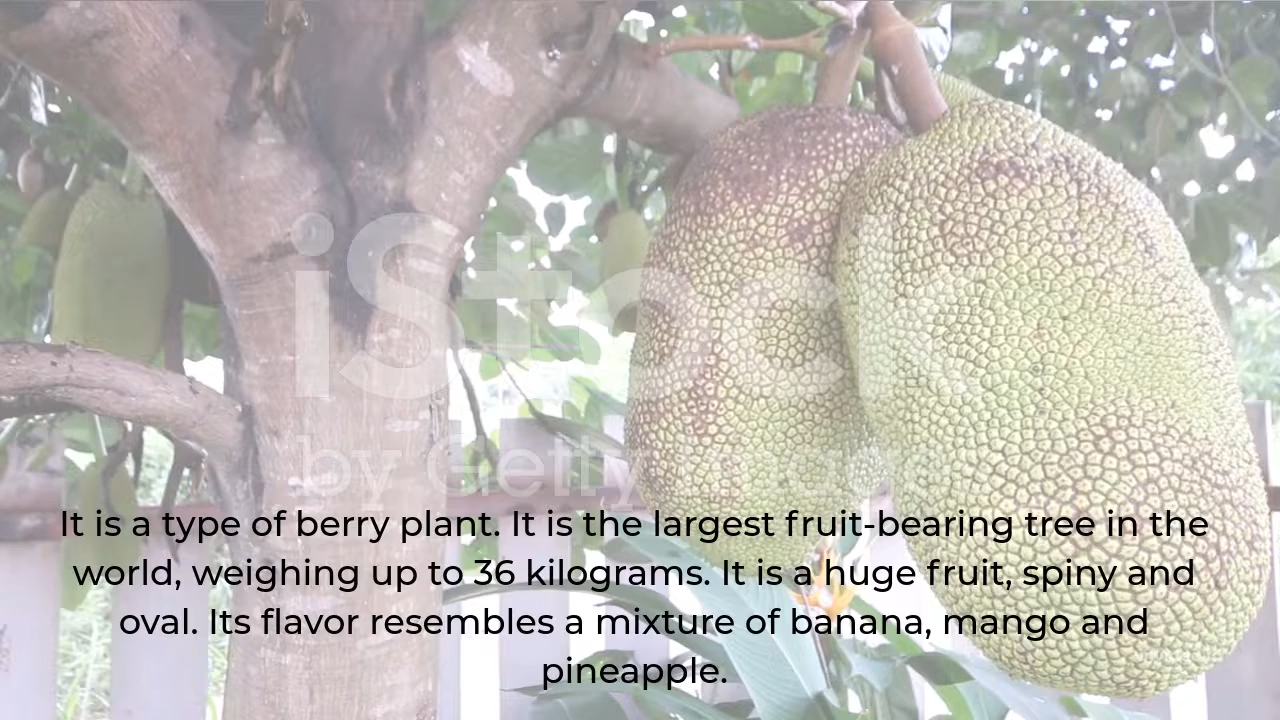 iStock
by Getty Images
It is a type of berry plant. It is the largest fruit-bearing tree in the
world, weighing up to 36 kilograms. It is a huge fruit, spiny and
oval. Its flavor resembles a mixture of banana, mango and
pineapple.